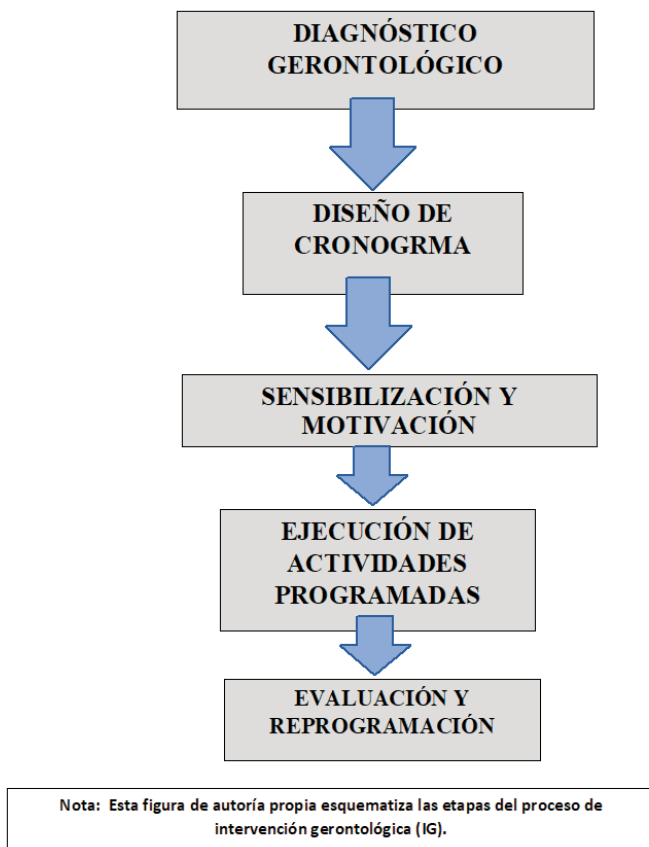 DIAGNÓSTICO
GERONTOLÓGICO
DISEÑO DE
CRONOGRMA
SENSIBILIZACIÓN Y
MOTIVACIÓN
EJECUCIÓN DE
ACTIVIDADES
PROGRAMADAS
EVALUACIÓN Y
REPROGRAMACIÓN
Nota: Esta figura de autoría propia esquematiza las etapas del proceso de
intervención gerontológica (IG).